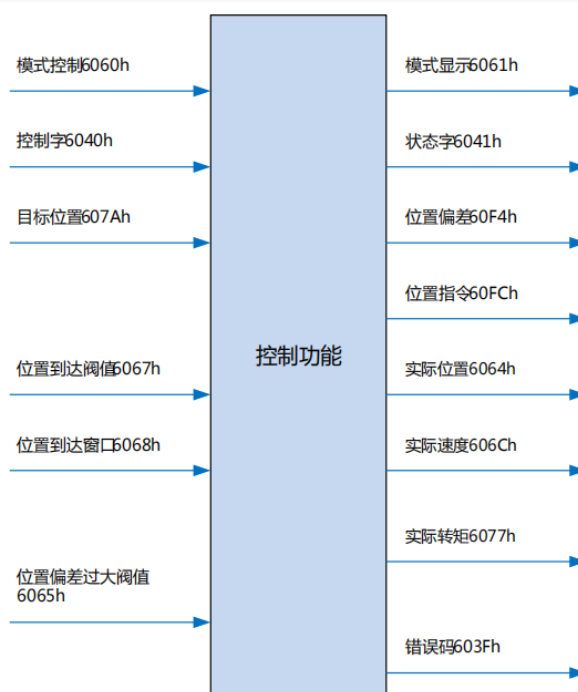 模式控制6060h
控制字6040h
目标位置607Ah
位置到达阀值6067h
位置到达窗口6068h
位置偏差过大阀值
6065h
控制功能
模式显示6061h
状态字6041h
位置偏差60F4h
位置指令60FCh
实际位置6064h
实际速度606Ch
实际转矩6077h
错误码603Fh